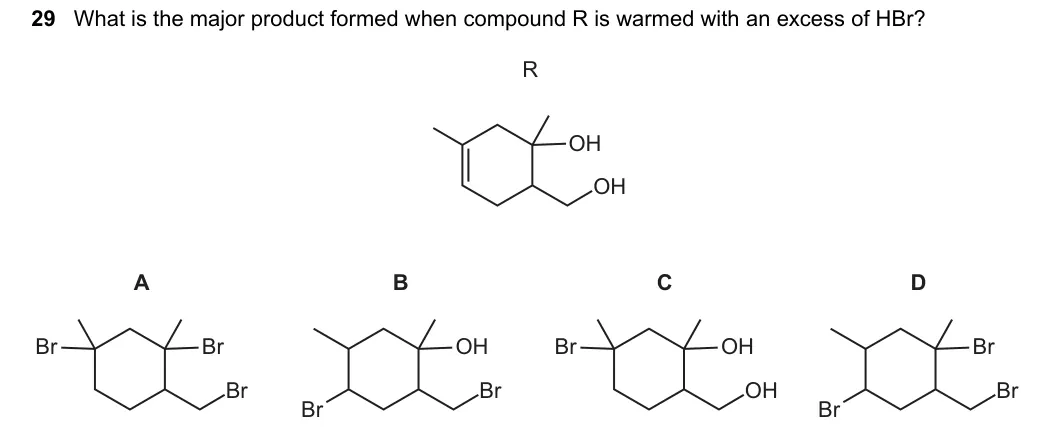 29 What is the major product formed when compound R is warmed with an excess of HBr?
R
OH
OH
A B C D
Br Br Br
OH Br Br
Br OH OH
Br Br Br